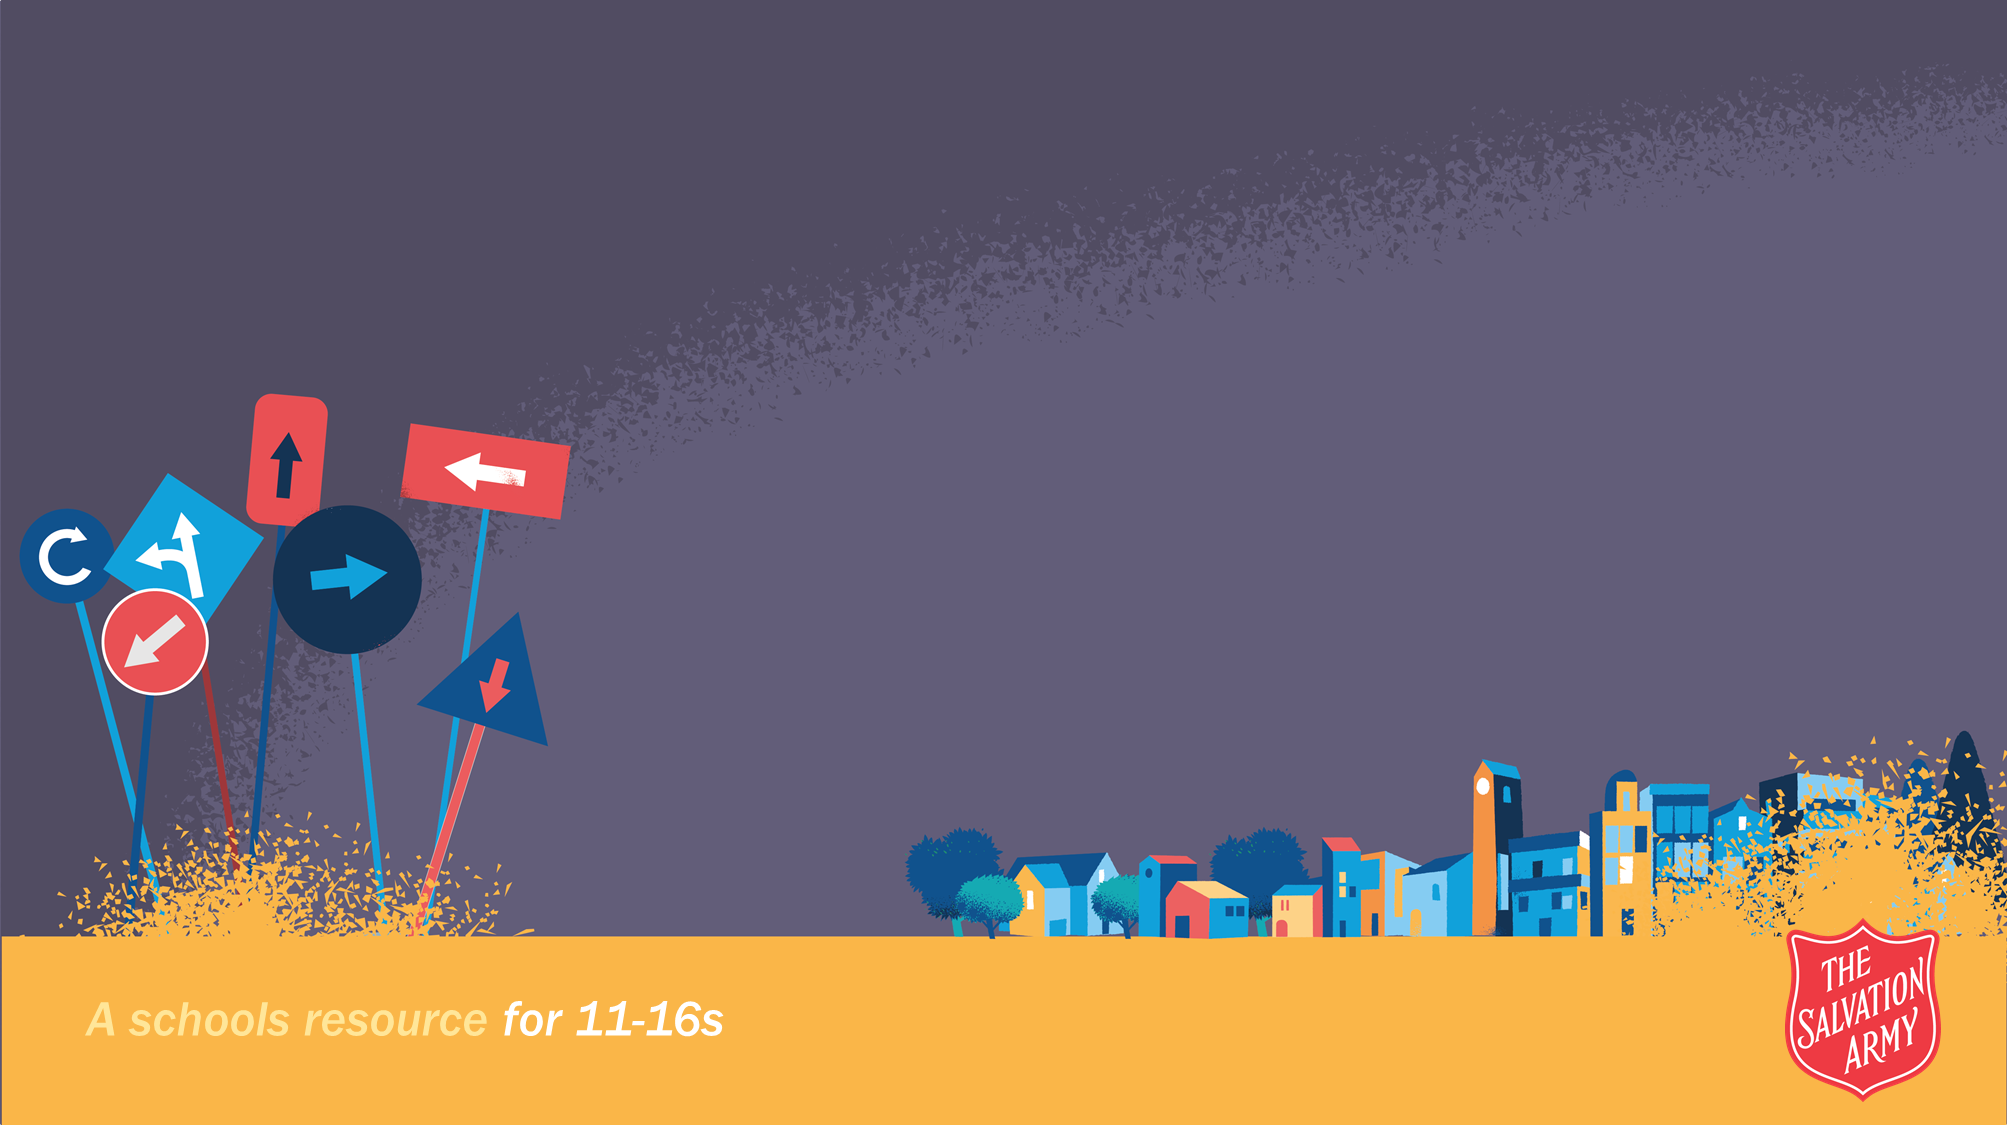 A schools resource for 11-16s
THE
SALVATION
ARMY